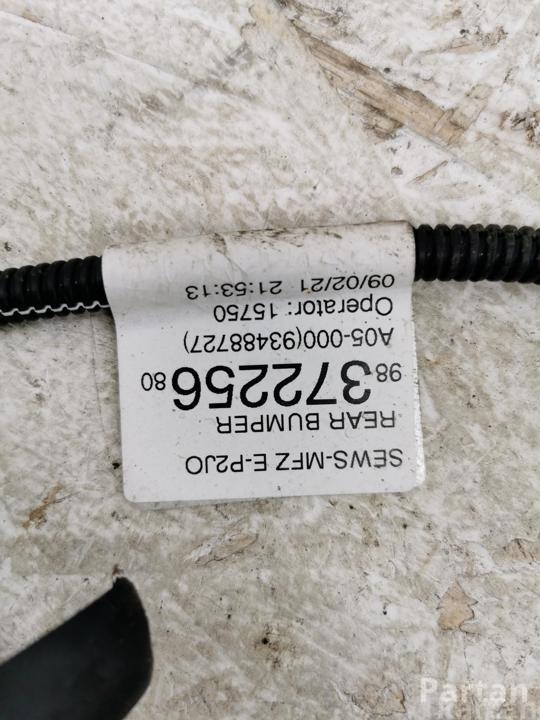 SEWS-MFZ E-P2JO
REAR BUMPER
98 372256 80
A05-000(93488727)
Operator: 15750
09/02/21 21:53:13
Partan